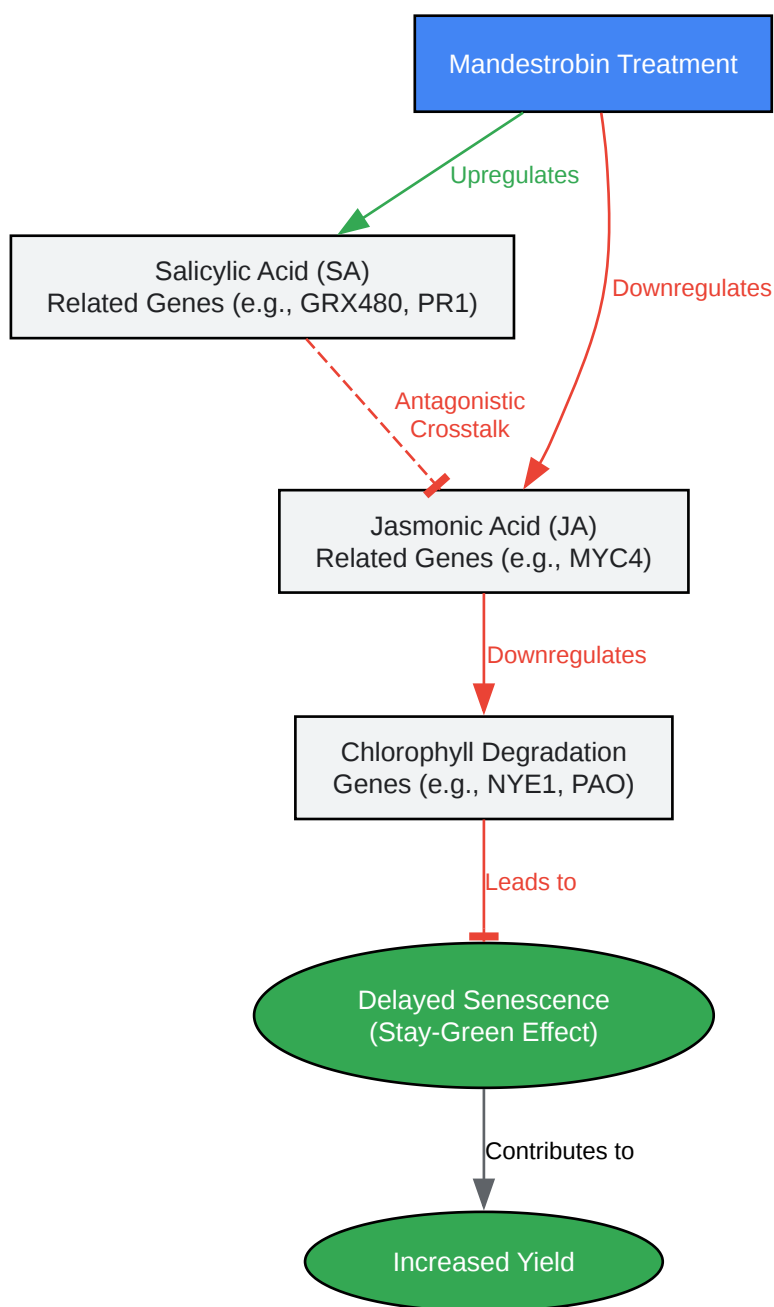 Mandestrobin Treatment
Upregulates
Salicylic Acid (SA)
Related Genes (e.g., GRX480, PR1)
Downregulates
Antagonistic
Crosstalk
Jasmonic Acid (JA)
Related Genes (e.g., MYC4)
Downregulates
Chlorophyll Degradation
Genes (e.g., NYE1, PAO)
Leads to
Delayed Senescence
(Stay-Green Effect)
Contributes to
Increased Yield